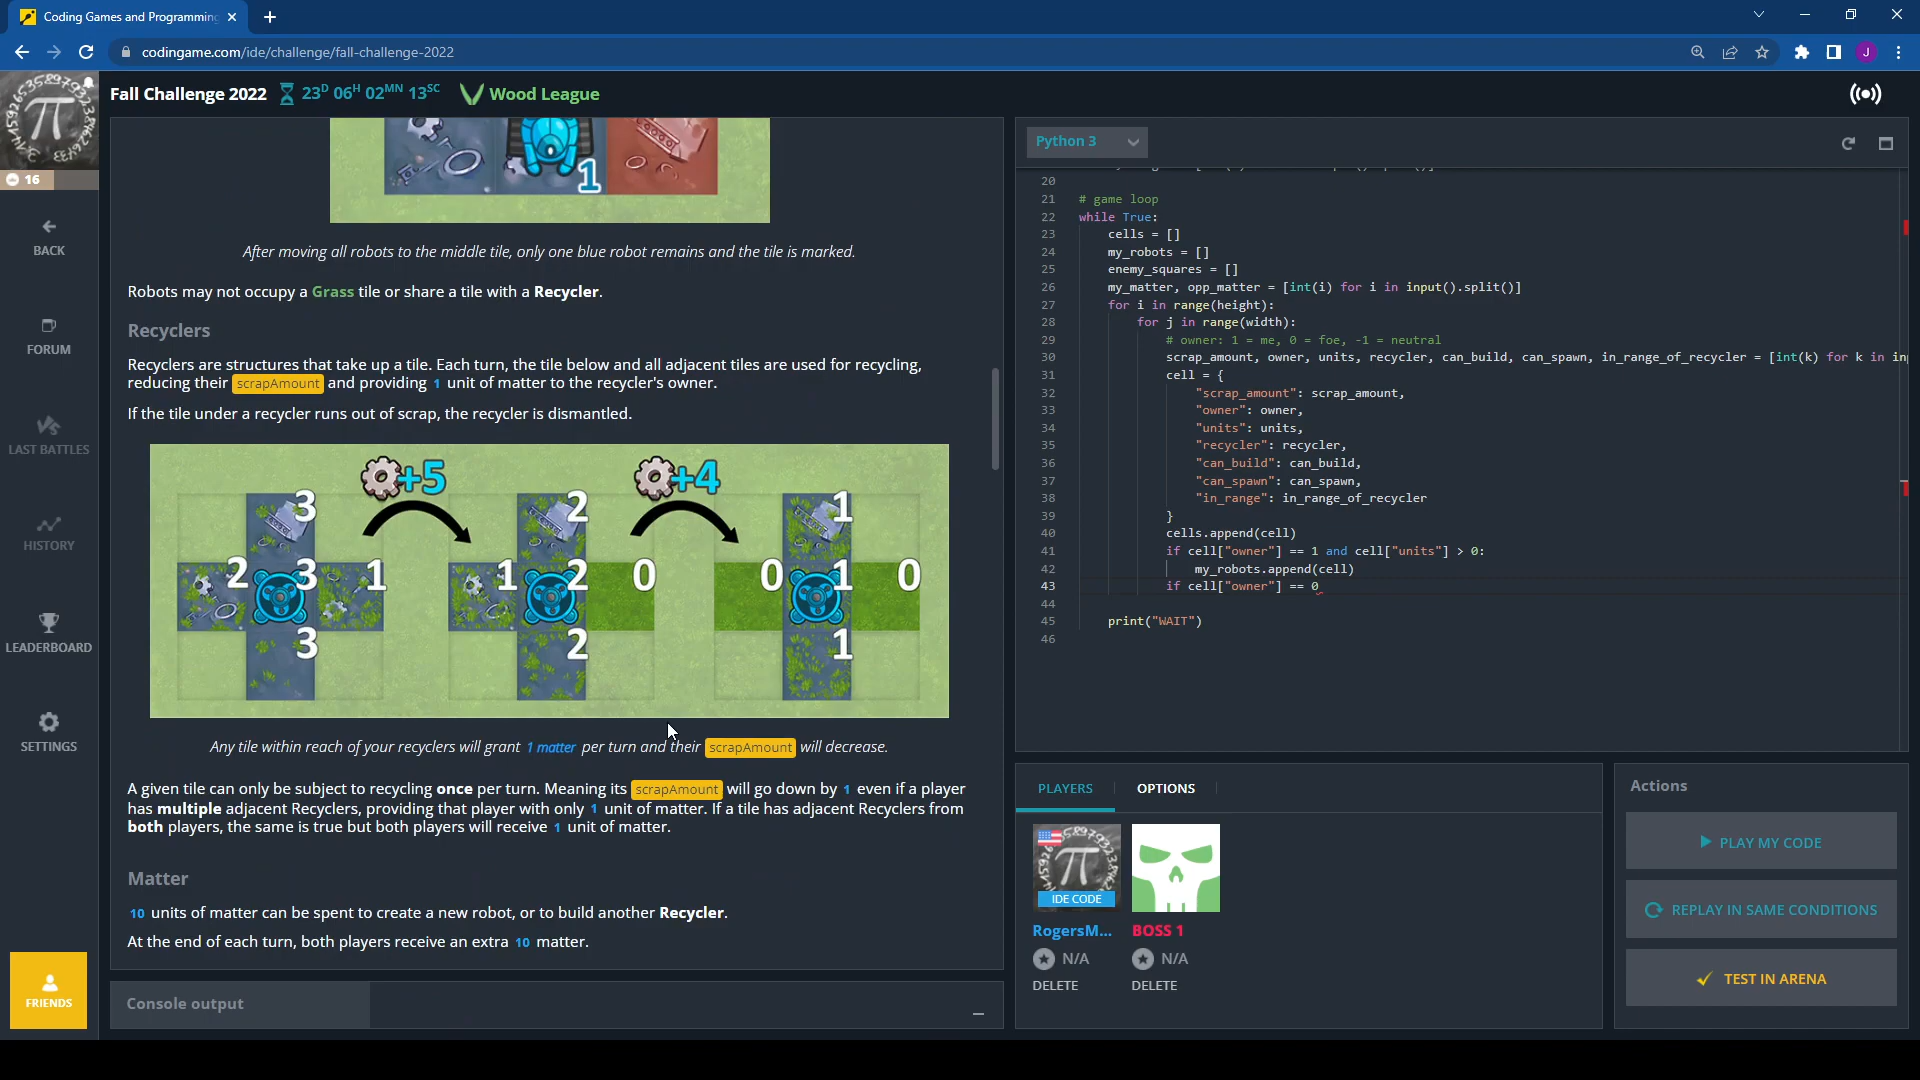 Coding Games and Programming
codingame.com/ide/challenge/fall-challenge-2022
J
16
BACK
FORUM
LAST BATTLES
HISTORY
LEADERBOARD
SETTINGS
FRIENDS
Fall Challenge 2022 23D 06H 02MN 13SC Wood League
1
After moving all robots to the middle tile, only one blue robot remains and the tile is marked.
Robots may not occupy a Grass tile or share a tile with a Recycler.
Recyclers
Recyclers are structures that take up a tile. Each turn, the tile below and all adjacent tiles are used for recycling,
reducing their scrapAmount and providing 1 unit of matter to the recycler's owner.
If the tile under a recycler runs out of scrap, the recycler is dismantled.
+5 +4
3 2 1
2 3 1 1 2 0 0 1 0
3 2 1
Any tile within reach of your recyclers will grant 1 matter per turn and their scrapAmount will decrease.
A given tile can only be subject to recycling once per turn. Meaning its scrapAmount will go down by 1 even if a player
has multiple adjacent Recyclers, providing that player with only 1 unit of matter. If a tile has adjacent Recyclers from
both players, the same is true but both players will receive 1 unit of matter.
Matter
10 units of matter can be spent to create a new robot, or to build another Recycler.
At the end of each turn, both players receive an extra 10 matter.
Console output
Python 3
20
21 # game loop
22 while True:
23 cells = []
24 my_robots = []
25 enemy_squares = []
26 my_matter, opp_matter = [int(i) for i in input().split()]
27 for i in range(height):
28 for j in range(width):
29 # owner: 1 = me, 0 = foe, -1 = neutral
30 scrap_amount, owner, units, recycler, can_build, can_spawn, in_range_of_recycler = [int(k) for k in in
31 cell = {
32 "scrap_amount": scrap_amount,
33 "owner": owner,
34 "units": units,
35 "recycler": recycler,
36 "can_build": can_build,
37 "can_spawn": can_spawn,
38 "in_range": in_range_of_recycler
39 }
40 cells.append(cell)
41 if cell["owner"] == 1 and cell["units"] > 0:
42 my_robots.append(cell)
43 if cell["owner"] == 0
44
45 print("WAIT")
46
PLAYERS OPTIONS
IDE CODE
RogersM... BOSS 1
N/A N/A
DELETE DELETE
Actions
PLAY MY CODE
REPLAY IN SAME CONDITIONS
TEST IN ARENA